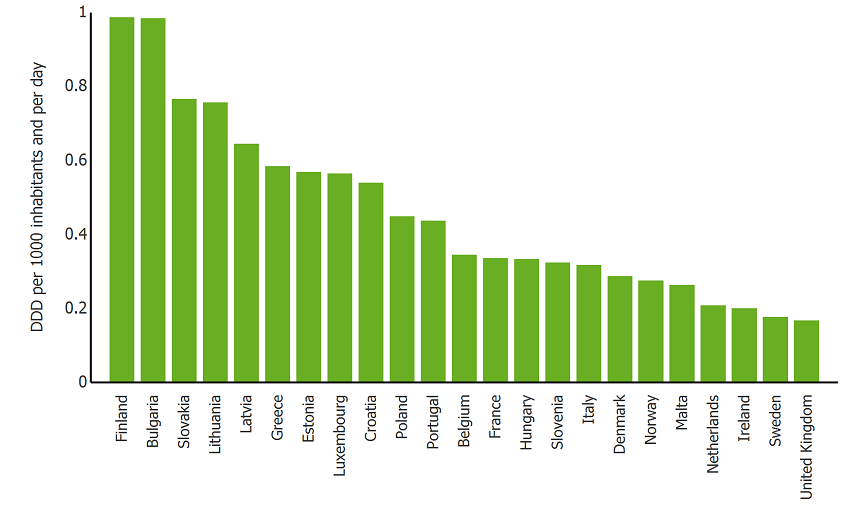 DDD per 1000 inhabitants and per day
1
0.8
0.6
0.4
0.2
0
Finland
Bulgaria
Slovakia
Lithuania
Latvia
Greece
Estonia
Luxembourg
Croatia
Poland
Portugal
Belgium
France
Hungary
Slovenia
Italy
Denmark
Norway
Malta
Netherlands
Ireland
Sweden
United Kingdom